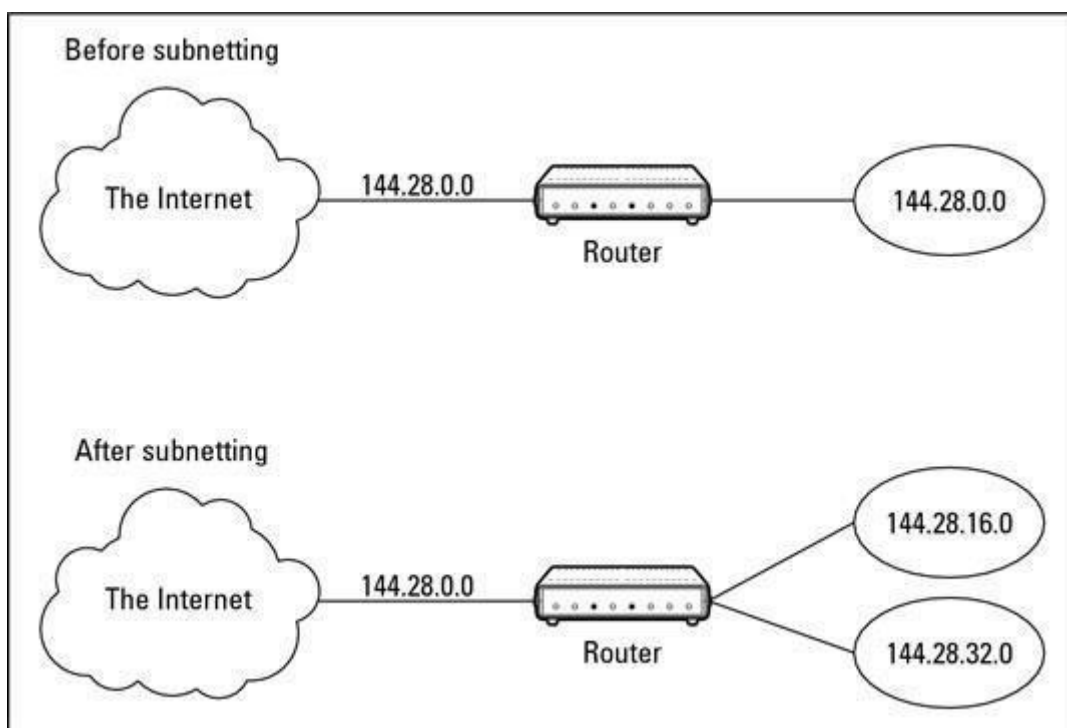 Before subnetting
The Internet
144.28.0.0
Router
144.28.0.0
After subnetting
The Internet
144.28.0.0
Router
144.28.16.0
144.28.32.0